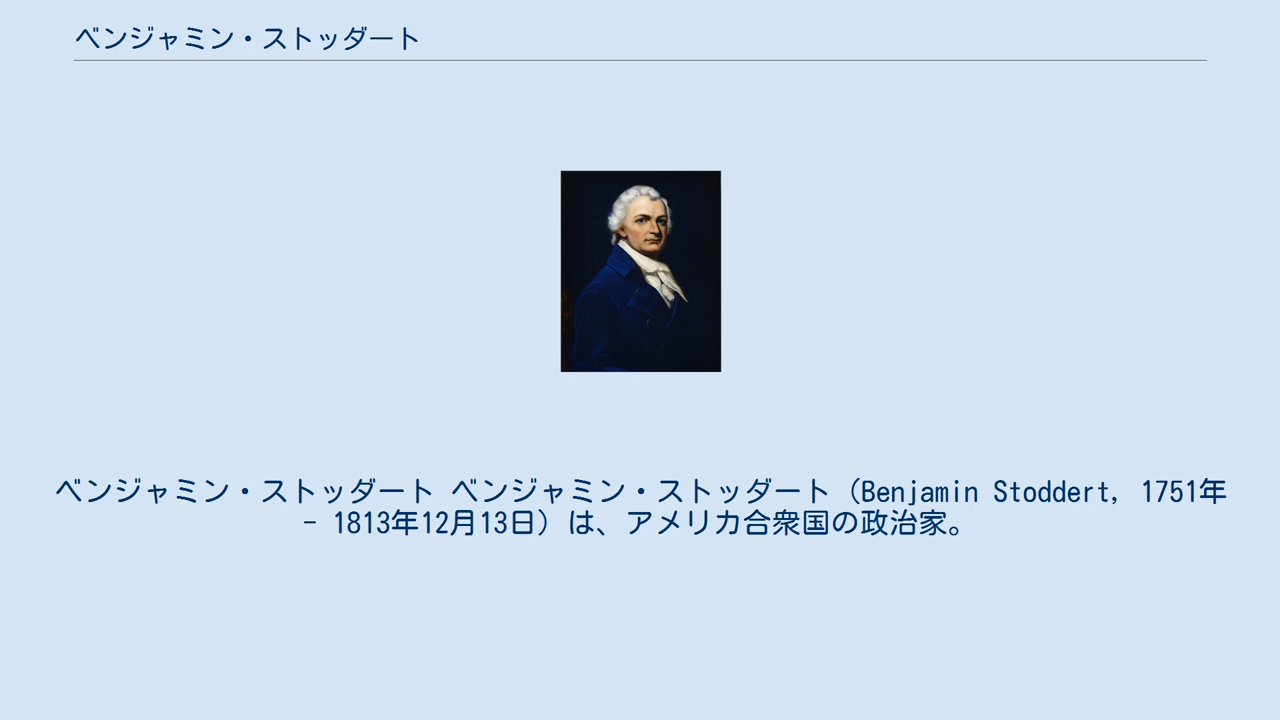 ベンジャミン・ストッダート
ベンジャミン・ストッダート ベンジャミン・ストッダート（Benjamin Stoddert, 1751年
- 1813年12月13日）は、アメリカ合衆国の政治家。